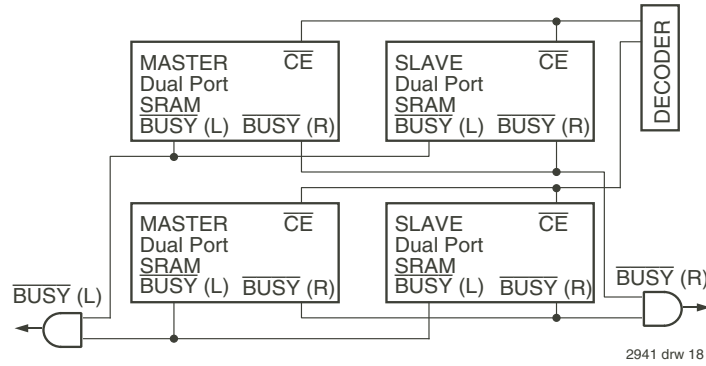 MASTER CE
Dual Port
SRAM
BUSY (L) BUSY (R)
SLAVE CE
Dual Port
SRAM
BUSY (L) BUSY (R)
DECODER
MASTER CE
Dual Port
SRAM
BUSY (L) BUSY (R)
SLAVE CE
Dual Port
SRAM
BUSY (L) BUSY (R)
BUSY (L)
BUSY (R)
2941 drw 18